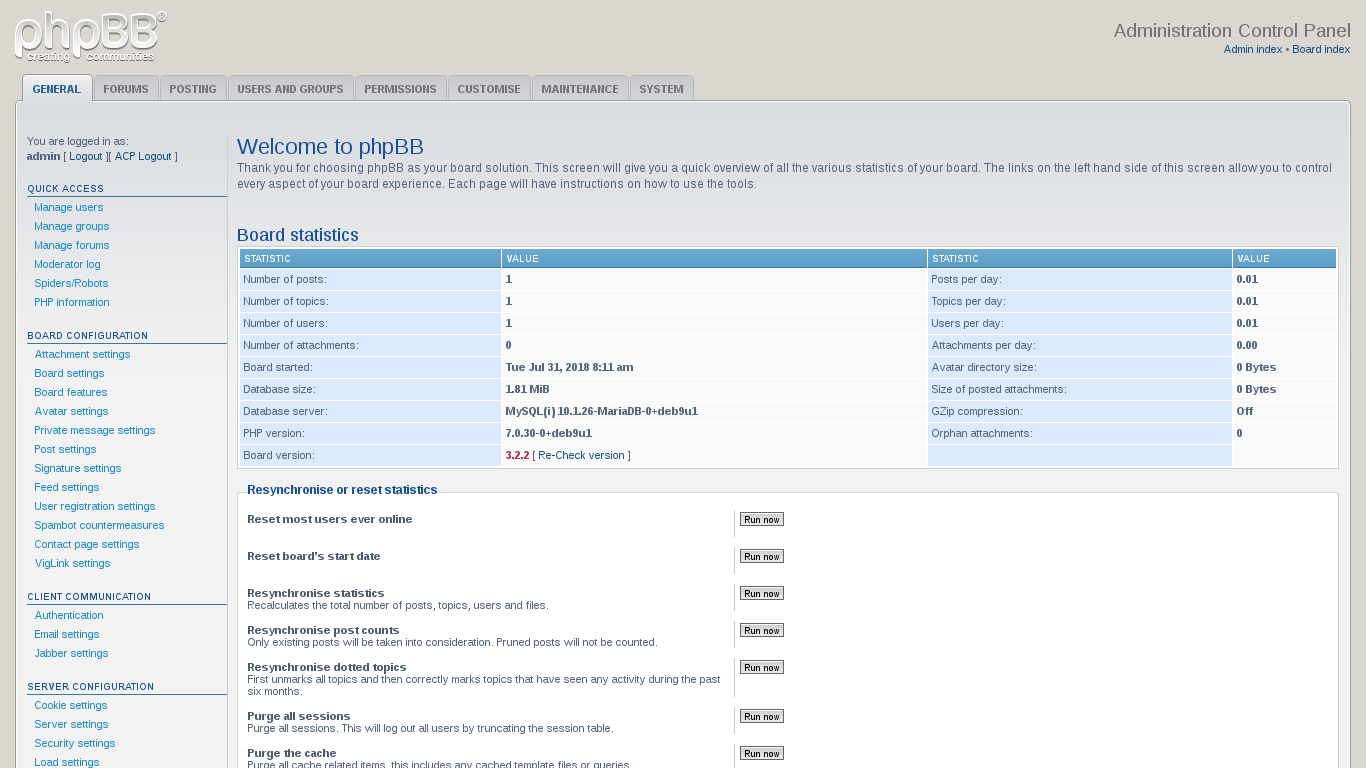 phpBB®
creating communities
Administration Control Panel
Admin index • Board index
GENERAL FORUMS POSTING USERS AND GROUPS PERMISSIONS CUSTOMISE MAINTENANCE SYSTEM
You are logged in as:
admin [ Logout ][ ACP Logout ]
QUICK ACCESS
Manage users
Manage groups
Manage forums
Moderator log
Spiders/Robots
PHP information
BOARD CONFIGURATION
Attachment settings
Board settings
Board features
Avatar settings
Private message settings
Post settings
Signature settings
Feed settings
User registration settings
Spambot countermeasures
Contact page settings
VigLink settings
CLIENT COMMUNICATION
Authentication
Email settings
Jabber settings
SERVER CONFIGURATION
Cookie settings
Server settings
Security settings
Load settings
Welcome to phpBB
Thank you for choosing phpBB as your board solution. This screen will give you a quick overview of all the various statistics of your board. The links on the left hand side of this screen allow you to control
every aspect of your board experience. Each page will have instructions on how to use the tools.
Board statistics
STATISTIC VALUE STATISTIC VALUE
Number of posts: 1 Posts per day: 0.01
Number of topics: 1 Topics per day: 0.01
Number of users: 1 Users per day: 0.01
Number of attachments: 0 Attachments per day: 0.00
Board started: Tue Jul 31, 2018 8:11 am Avatar directory size: 0 Bytes
Database size: 1.81 MiB Size of posted attachments: 0 Bytes
Database server: MySQL(i) 10.1.26-MariaDB-0+deb9u1 GZip compression: Off
PHP version: 7.0.30-0+deb9u1 Orphan attachments: 0
Board version: 3.2.2 [ Re-Check version ]
Resynchronise or reset statistics
Reset most users ever online Run now
Reset board's start date Run now
Resynchronise statistics Run now
Recalculates the total number of posts, topics, users and files.
Resynchronise post counts Run now
Only existing posts will be taken into consideration. Pruned posts will not be counted.
Resynchronise dotted topics Run now
First unmarks all topics and then correctly marks topics that have seen any activity during the past
six months.
Purge all sessions Run now
Purge all sessions. This will log out all users by truncating the session table.
Purge the cache Run now
Purge all cache related items, this includes any cached template files or queries.